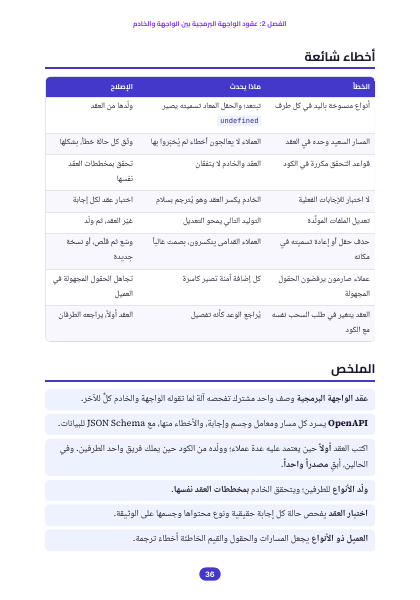 الفصل 2: عقود الواجهة البرمجية بين الواجهة والخادم
أخطاء شائعة
الخطأ ماذا يحدث الإصلاح
أنواع منسوخة باليد في كل طرف تبتعد؛ والحقل المعاد تسميته يصير ولّدها من العقد
undefined
المسار السعيد وحده في العقد العملاء لا يعالجون أخطاء لم يُخبَروا بها وثّق كل حالة خطأ، بشكلها
قواعد التحقق مكررة في الكود العقد والخادم لا يتفقان تحقق بمخططات العقد
نفسها
لا اختبار للإجابات الفعلية الخادم يكسر العقد وهو يُترجم بسلام اختبار عقد لكل إجابة
تعديل الملفات المولَّدة التوليد التالي يمحو التعديل غيّر العقد، ثم ولّد
حذف حقل أو إعادة تسميته في العملاء القدامى ينكسرون، بصمت غالباً وسّع ثم قلّص، أو نسخة
مكانه جديدة
عملاء صارمون يرفضون الحقول كل إضافة آمنة تصير كاسرة تجاهل الحقول المجهولة في
المجهولة العميل
العقد يتغير في طلب السحب نفسه يُراجع الوعد كأنه تفصيل العقد أولاً، يراجعه الطرفان
مع الكود
الملخص
عقد الواجهة البرمجية وصف واحد مشترك تفحصه آلة لما تقوله الواجهة والخادم كلٌّ للآخر.
OpenAPI يسرد كل مسار ومعامل وجسم وإجابة، والأخطاء منها، مع JSON Schema للبيانات.
اكتب العقد أولاً حين يعتمد عليه عدة عملاء؛ وولّده من الكود حين يملك فريق واحد الطرفين. وفي
الحالين، أبقِ مصدراً واحداً.
ولّد الأنواع للطرفين؛ ويتحقق الخادم بمخططات العقد نفسها.
اختبار العقد يفحص حالة كل إجابة حقيقية ونوع محتواها وجسمها على الوثيقة.
العميل ذو الأنواع يجعل المسارات والحقول والقيم الخاطئة أخطاءَ ترجمة.
36